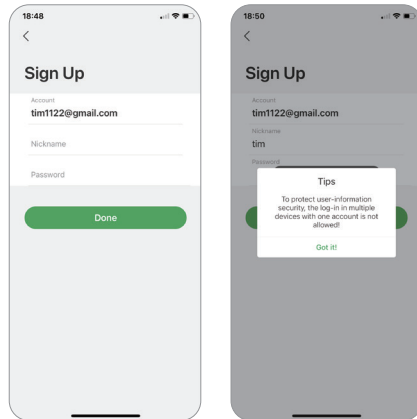 18:48
Sign Up
Account
tim1122@gmail.com
Nickname
Password
Done
18:50
Sign Up
Account
tim1122@gmail.com
Nickname
tim
Password
Tips
To protect user-information
security, the log-in in multiple
devices with one account is not
allowed!
Got it!